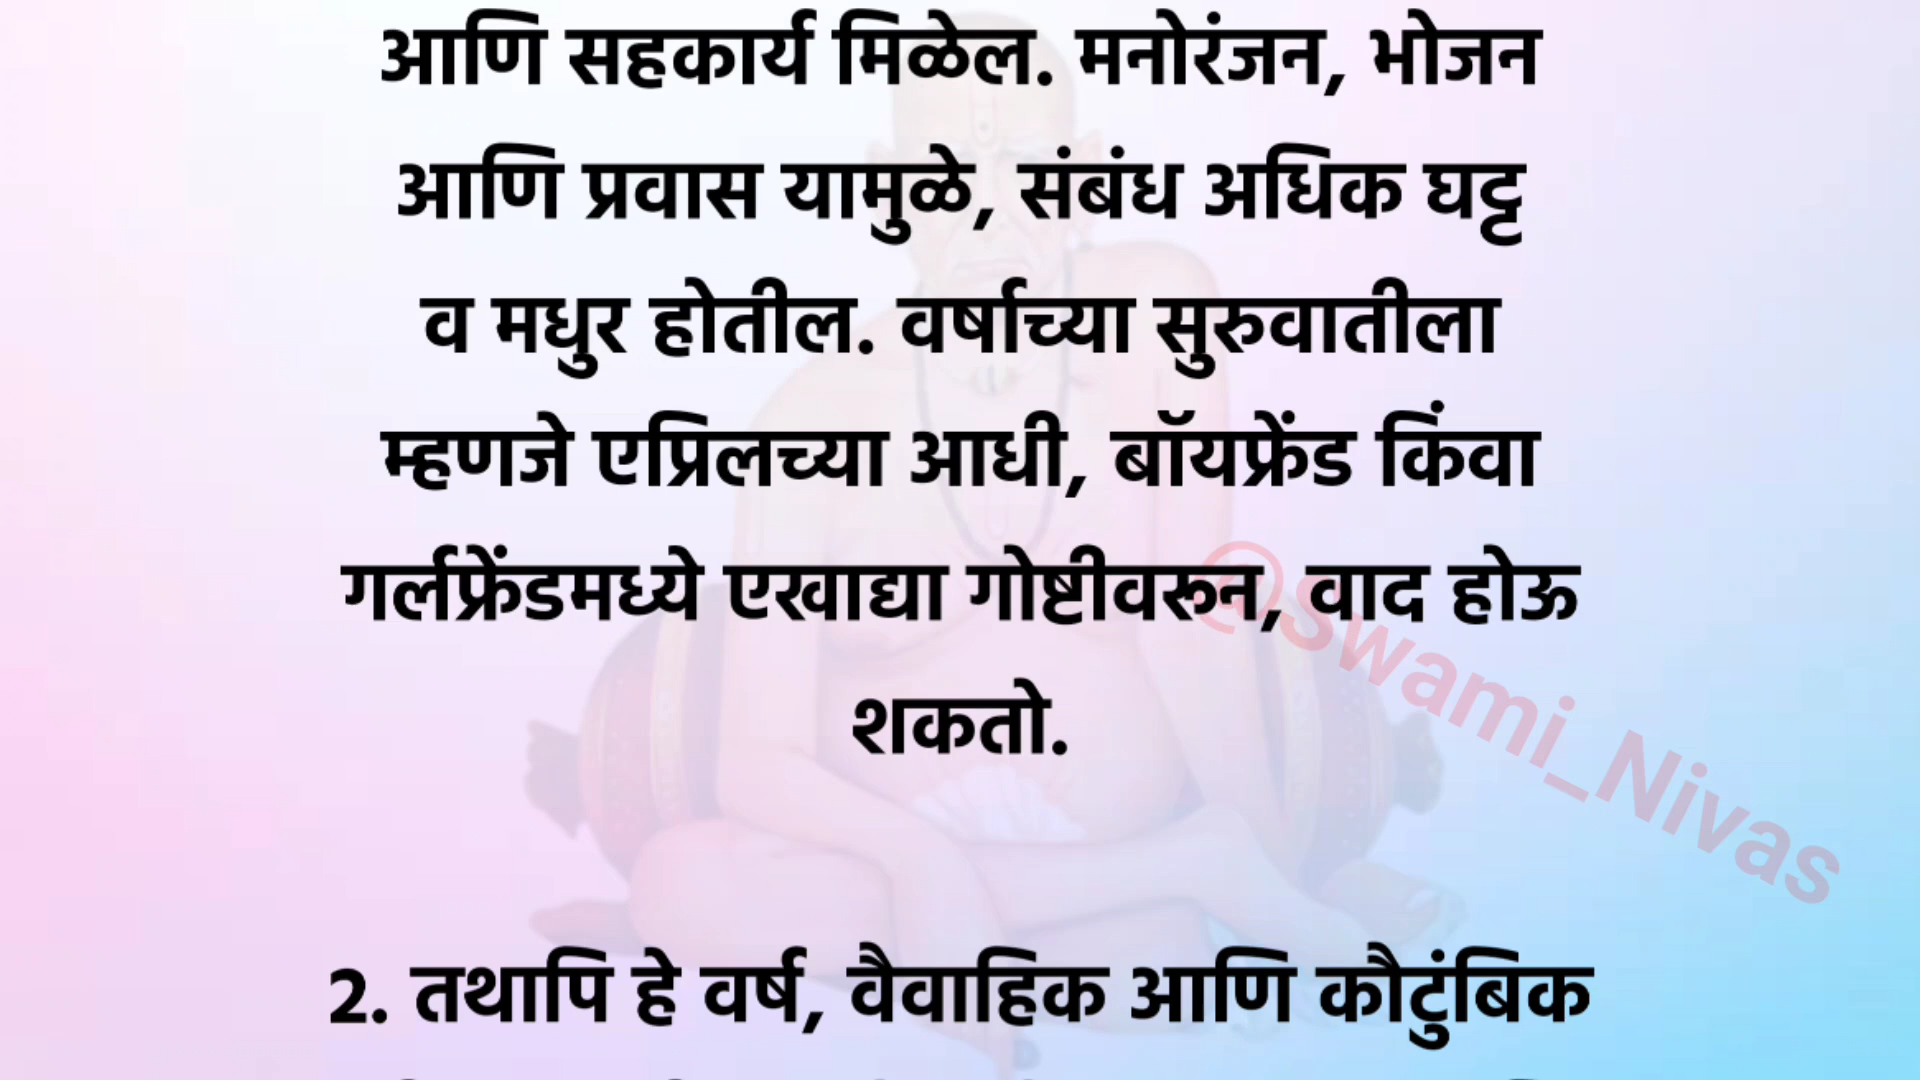 आणि सहकार्य मिळेल. मनोरंजन, भोजन
आणि प्रवास यामुळे, संबंध अधिक घट्ट
व मधुर होतील. वर्षाच्या सुरुवातीला
म्हणजे एप्रिलच्या आधी, बॉयफ्रेंड किंवा
गर्लफ्रेंडमध्ये एखाद्या गोष्टीवरून, वाद होऊ
शकतो.
@Swami_Nivas
2. तथापि हे वर्ष, वैवाहिक आणि कौटुंबिक